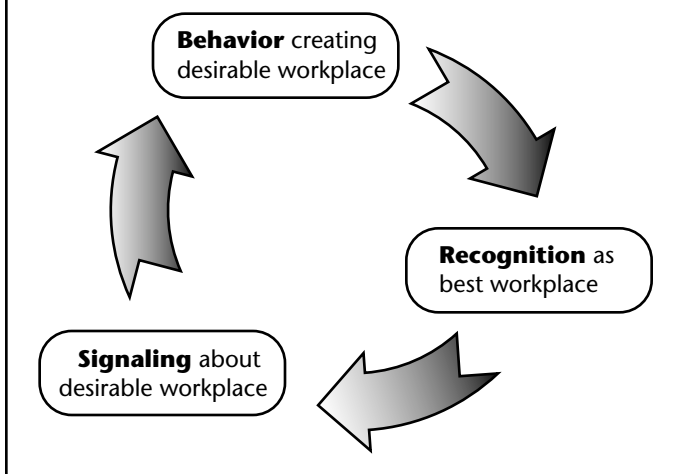 Behavior creating
desirable workplace
Recognition as
best workplace
Signaling about
desirable workplace